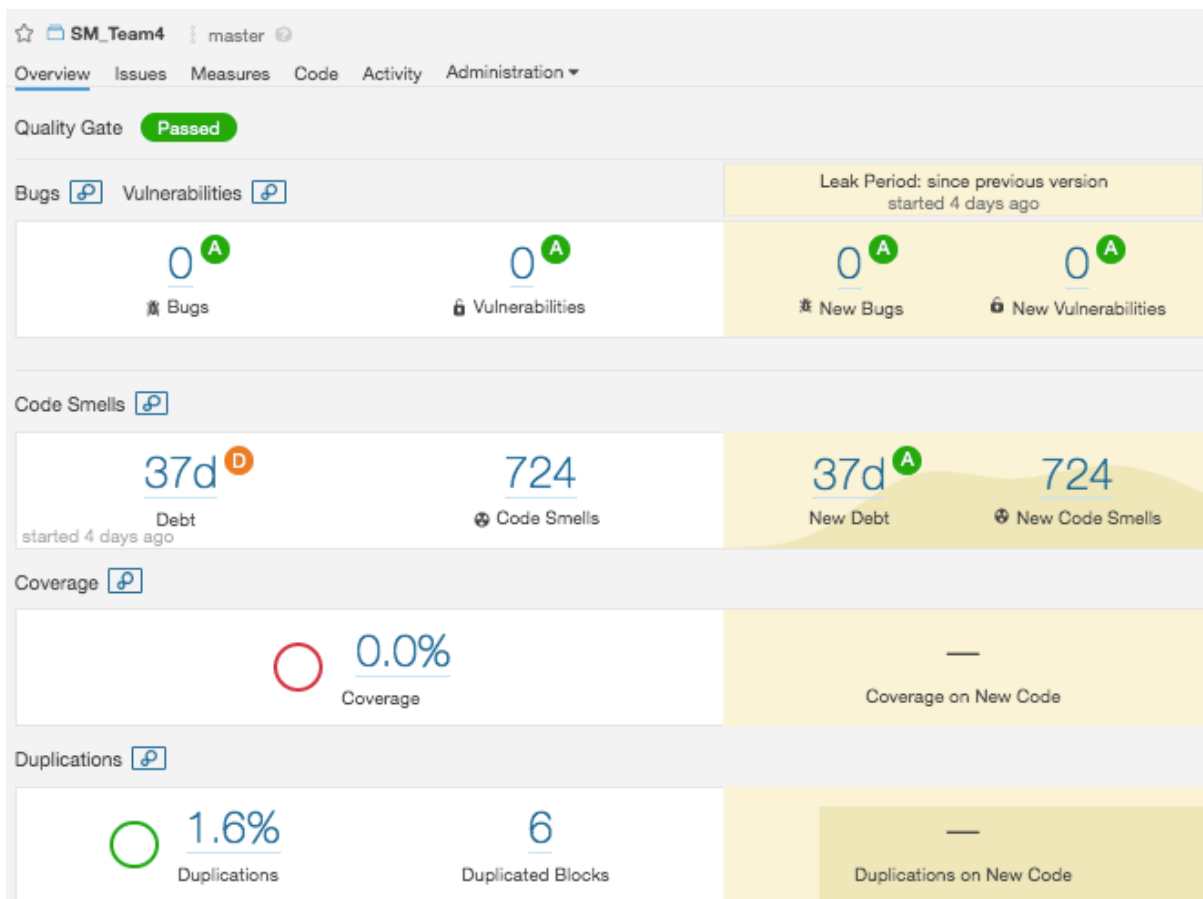 SM_Team4 master
Overview Issues Measures Code Activity Administration
Quality Gate Passed
Bugs Vulnerabilities
Leak Period: since previous version
started 4 days ago
0 A 0 A 0 A 0 A
Bugs Vulnerabilities New Bugs New Vulnerabilities
Code Smells
37d D 724 37d A 724
Debt Code Smells New Debt New Code Smells
started 4 days ago
Coverage
0.0% —
Coverage Coverage on New Code
Duplications
1.6% 6 —
Duplications Duplicated Blocks Duplications on New Code